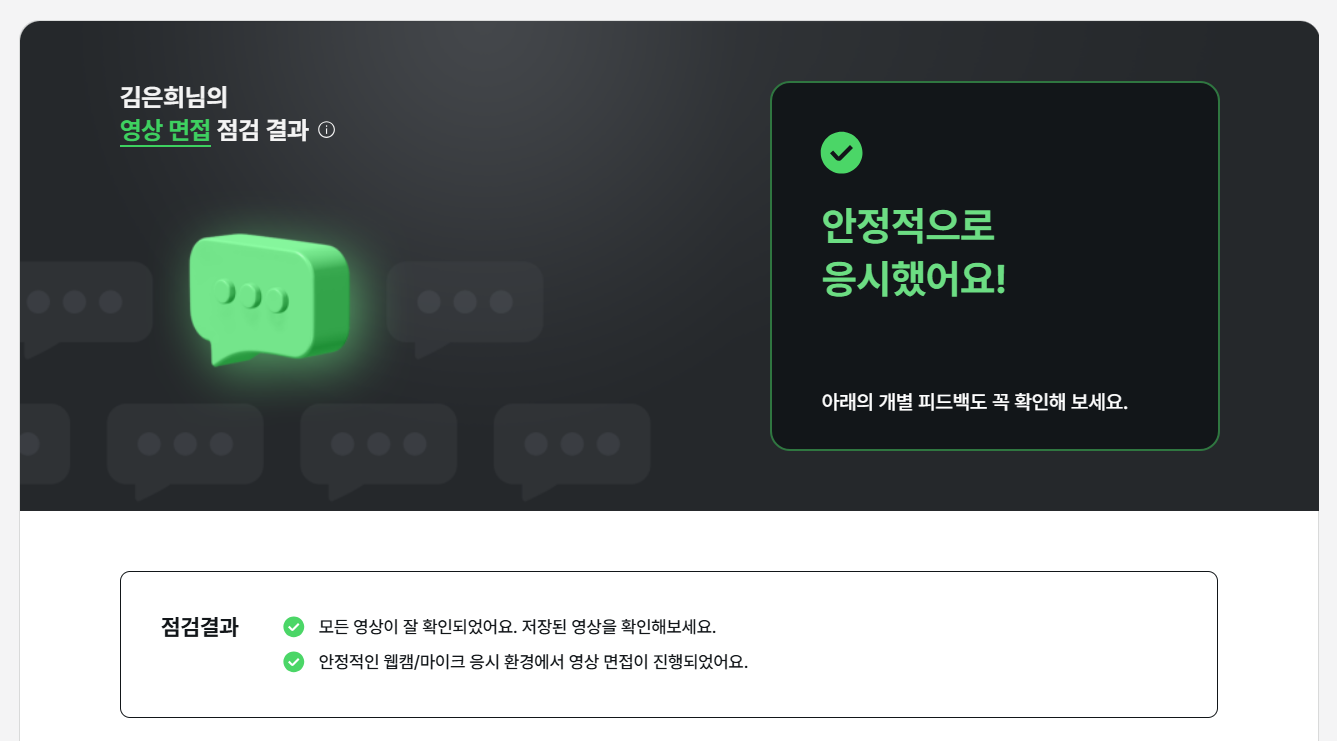 김은희님의
영상 면접 점검 결과
안정적으로
응시했어요!
아래의 개별 피드백도 꼭 확인해 보세요.
점검결과
모든 영상이 잘 확인되었어요. 저장된 영상을 확인해보세요.
안정적인 웹캠/마이크 응시 환경에서 영상 면접이 진행되었어요.